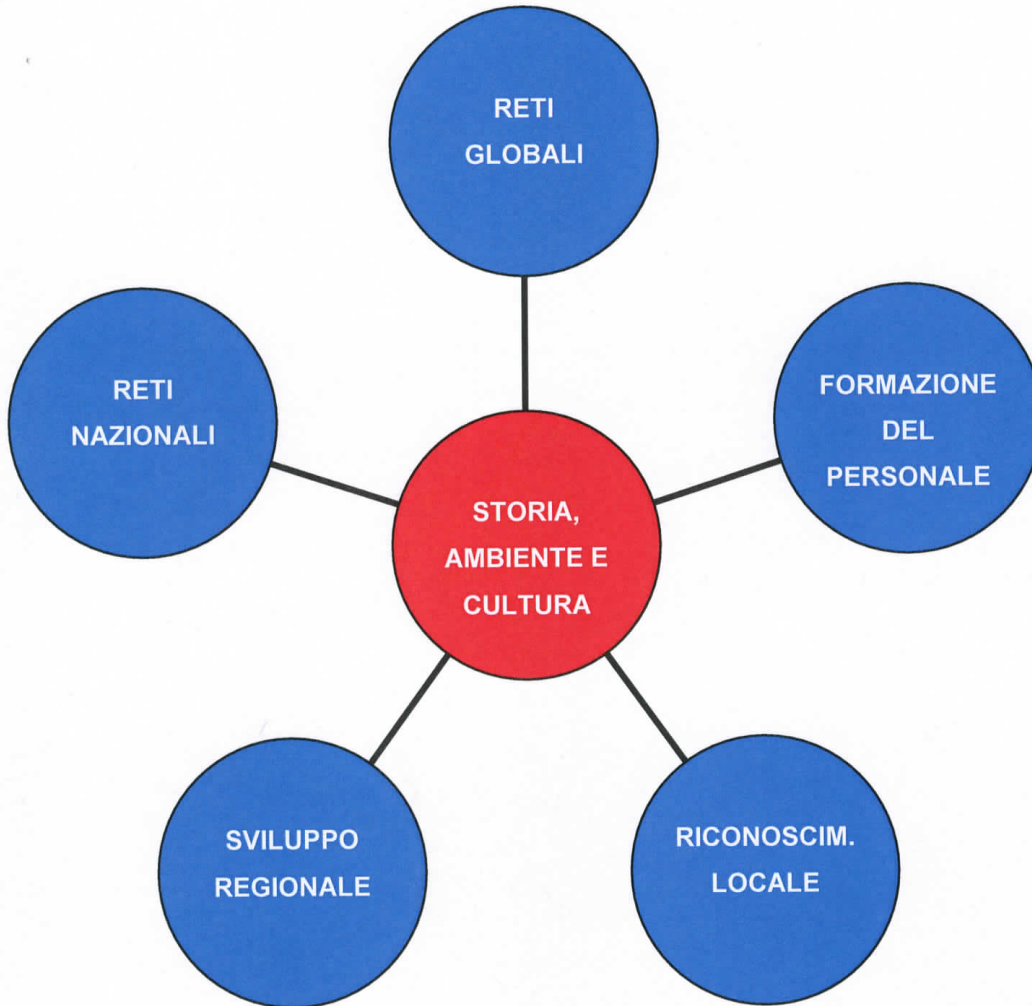 RETI
GLOBALI
RETI
NAZIONALI
FORMAZIONE
DEL
PERSONALE
STORIA,
AMBIENTE E
CULTURA
SVILUPPO
REGIONALE
RICONOSCIM.
LOCALE